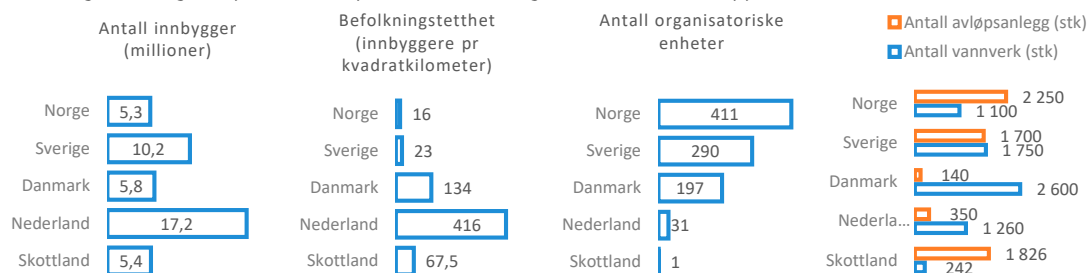 Antall innbygger
(millioner)
Norge
5,3
Sverige
10,2
Danmark
5,8
Nederland
17,2
Skottland
5,4
Befolkningstetthet
(innbyggere pr
kvadratkilometer)
Norge
16
Sverige
23
Danmark
134
Nederland
416
Skottland
67,5
Antall organisatoriske
enheter
Norge
411
Sverige
290
Danmark
197
Nederland
31
Skottland
1
Antall avløpsanlegg (stk)
Antall vannverk (stk)
Norge
2 250
1 100
Sverige
1 700
1 750
Danmark
140
2 600
Nederla...
350
1 260
Skottland
1 826
242